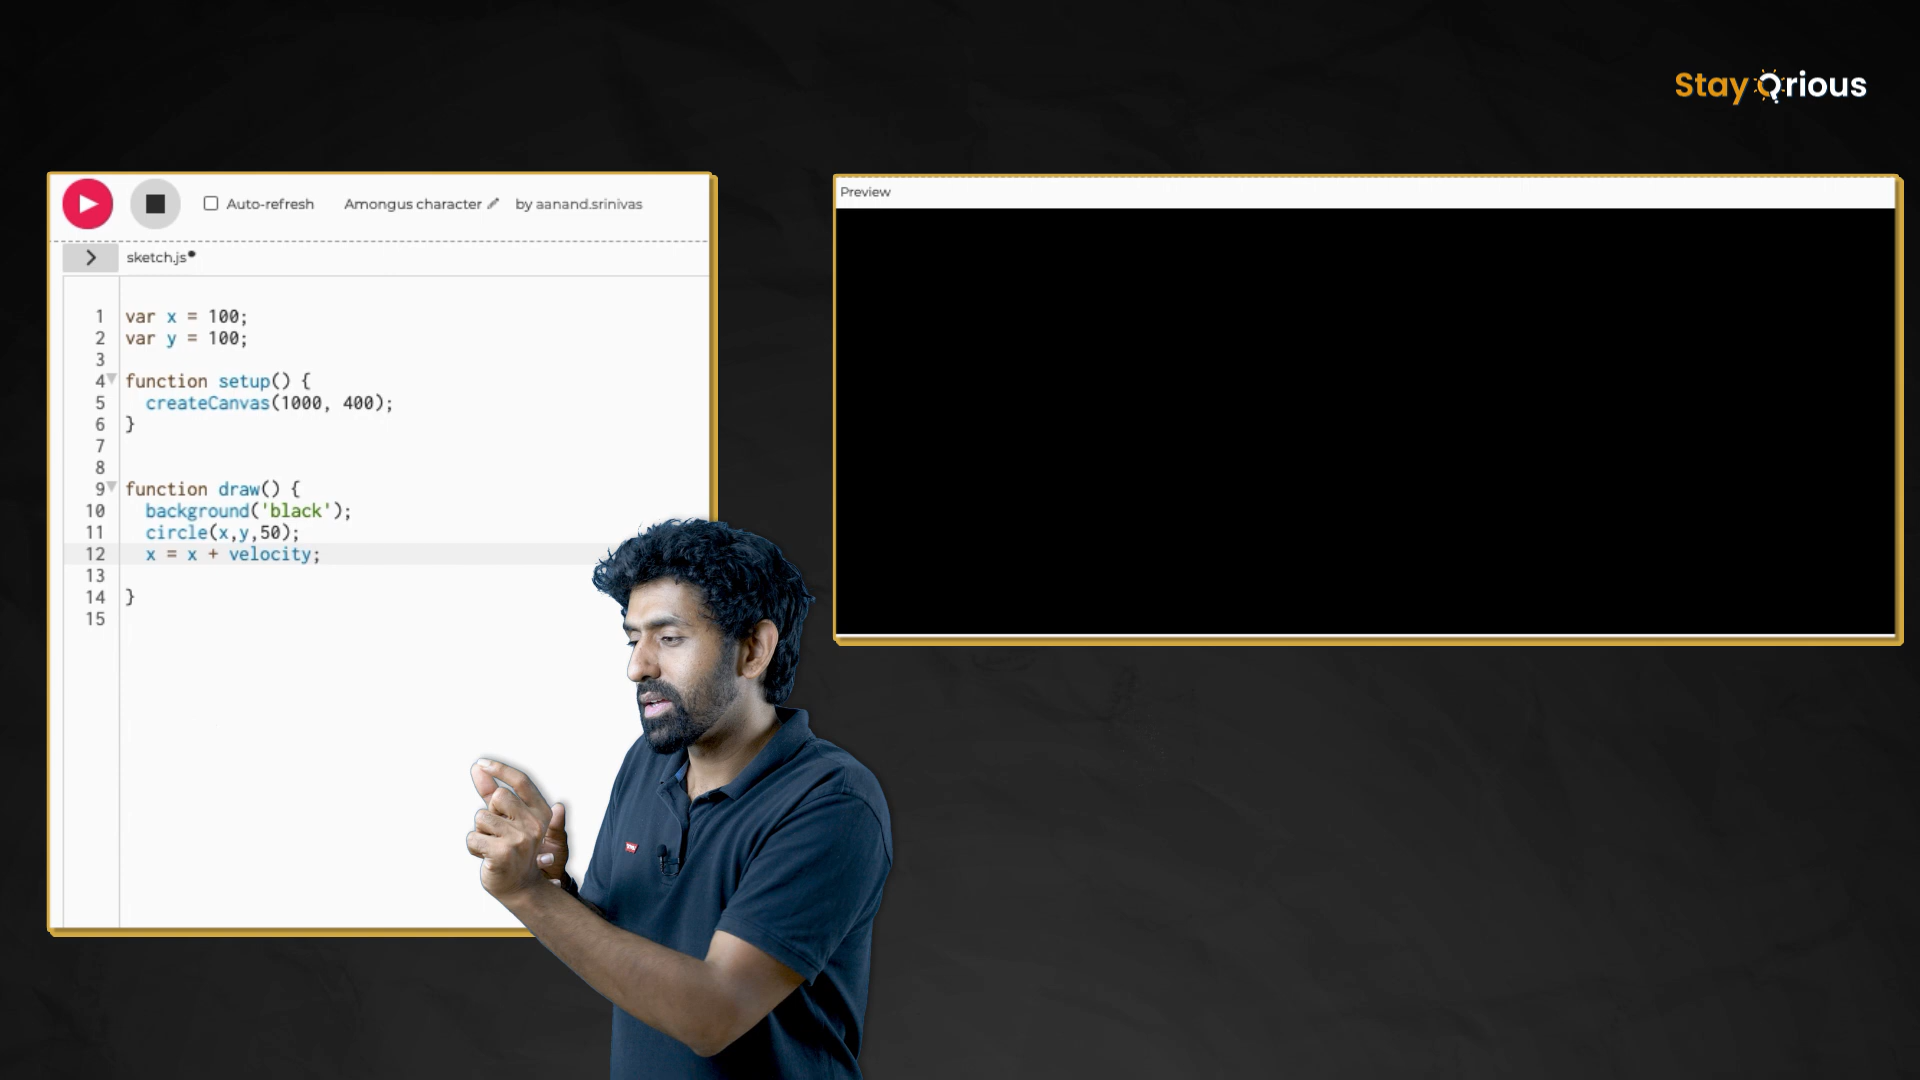 Stay Qrious
Auto-refresh Amongus character by aanand.srinivas
sketch.js
Preview
1 var x = 100;
2 var y = 100;
3
4 function setup() {
5 createCanvas(1000, 400);
6 }
7
8
9 function draw() {
10 background('black');
11 circle(x,y,50);
12 x = x + velocity;
13
14 }
15